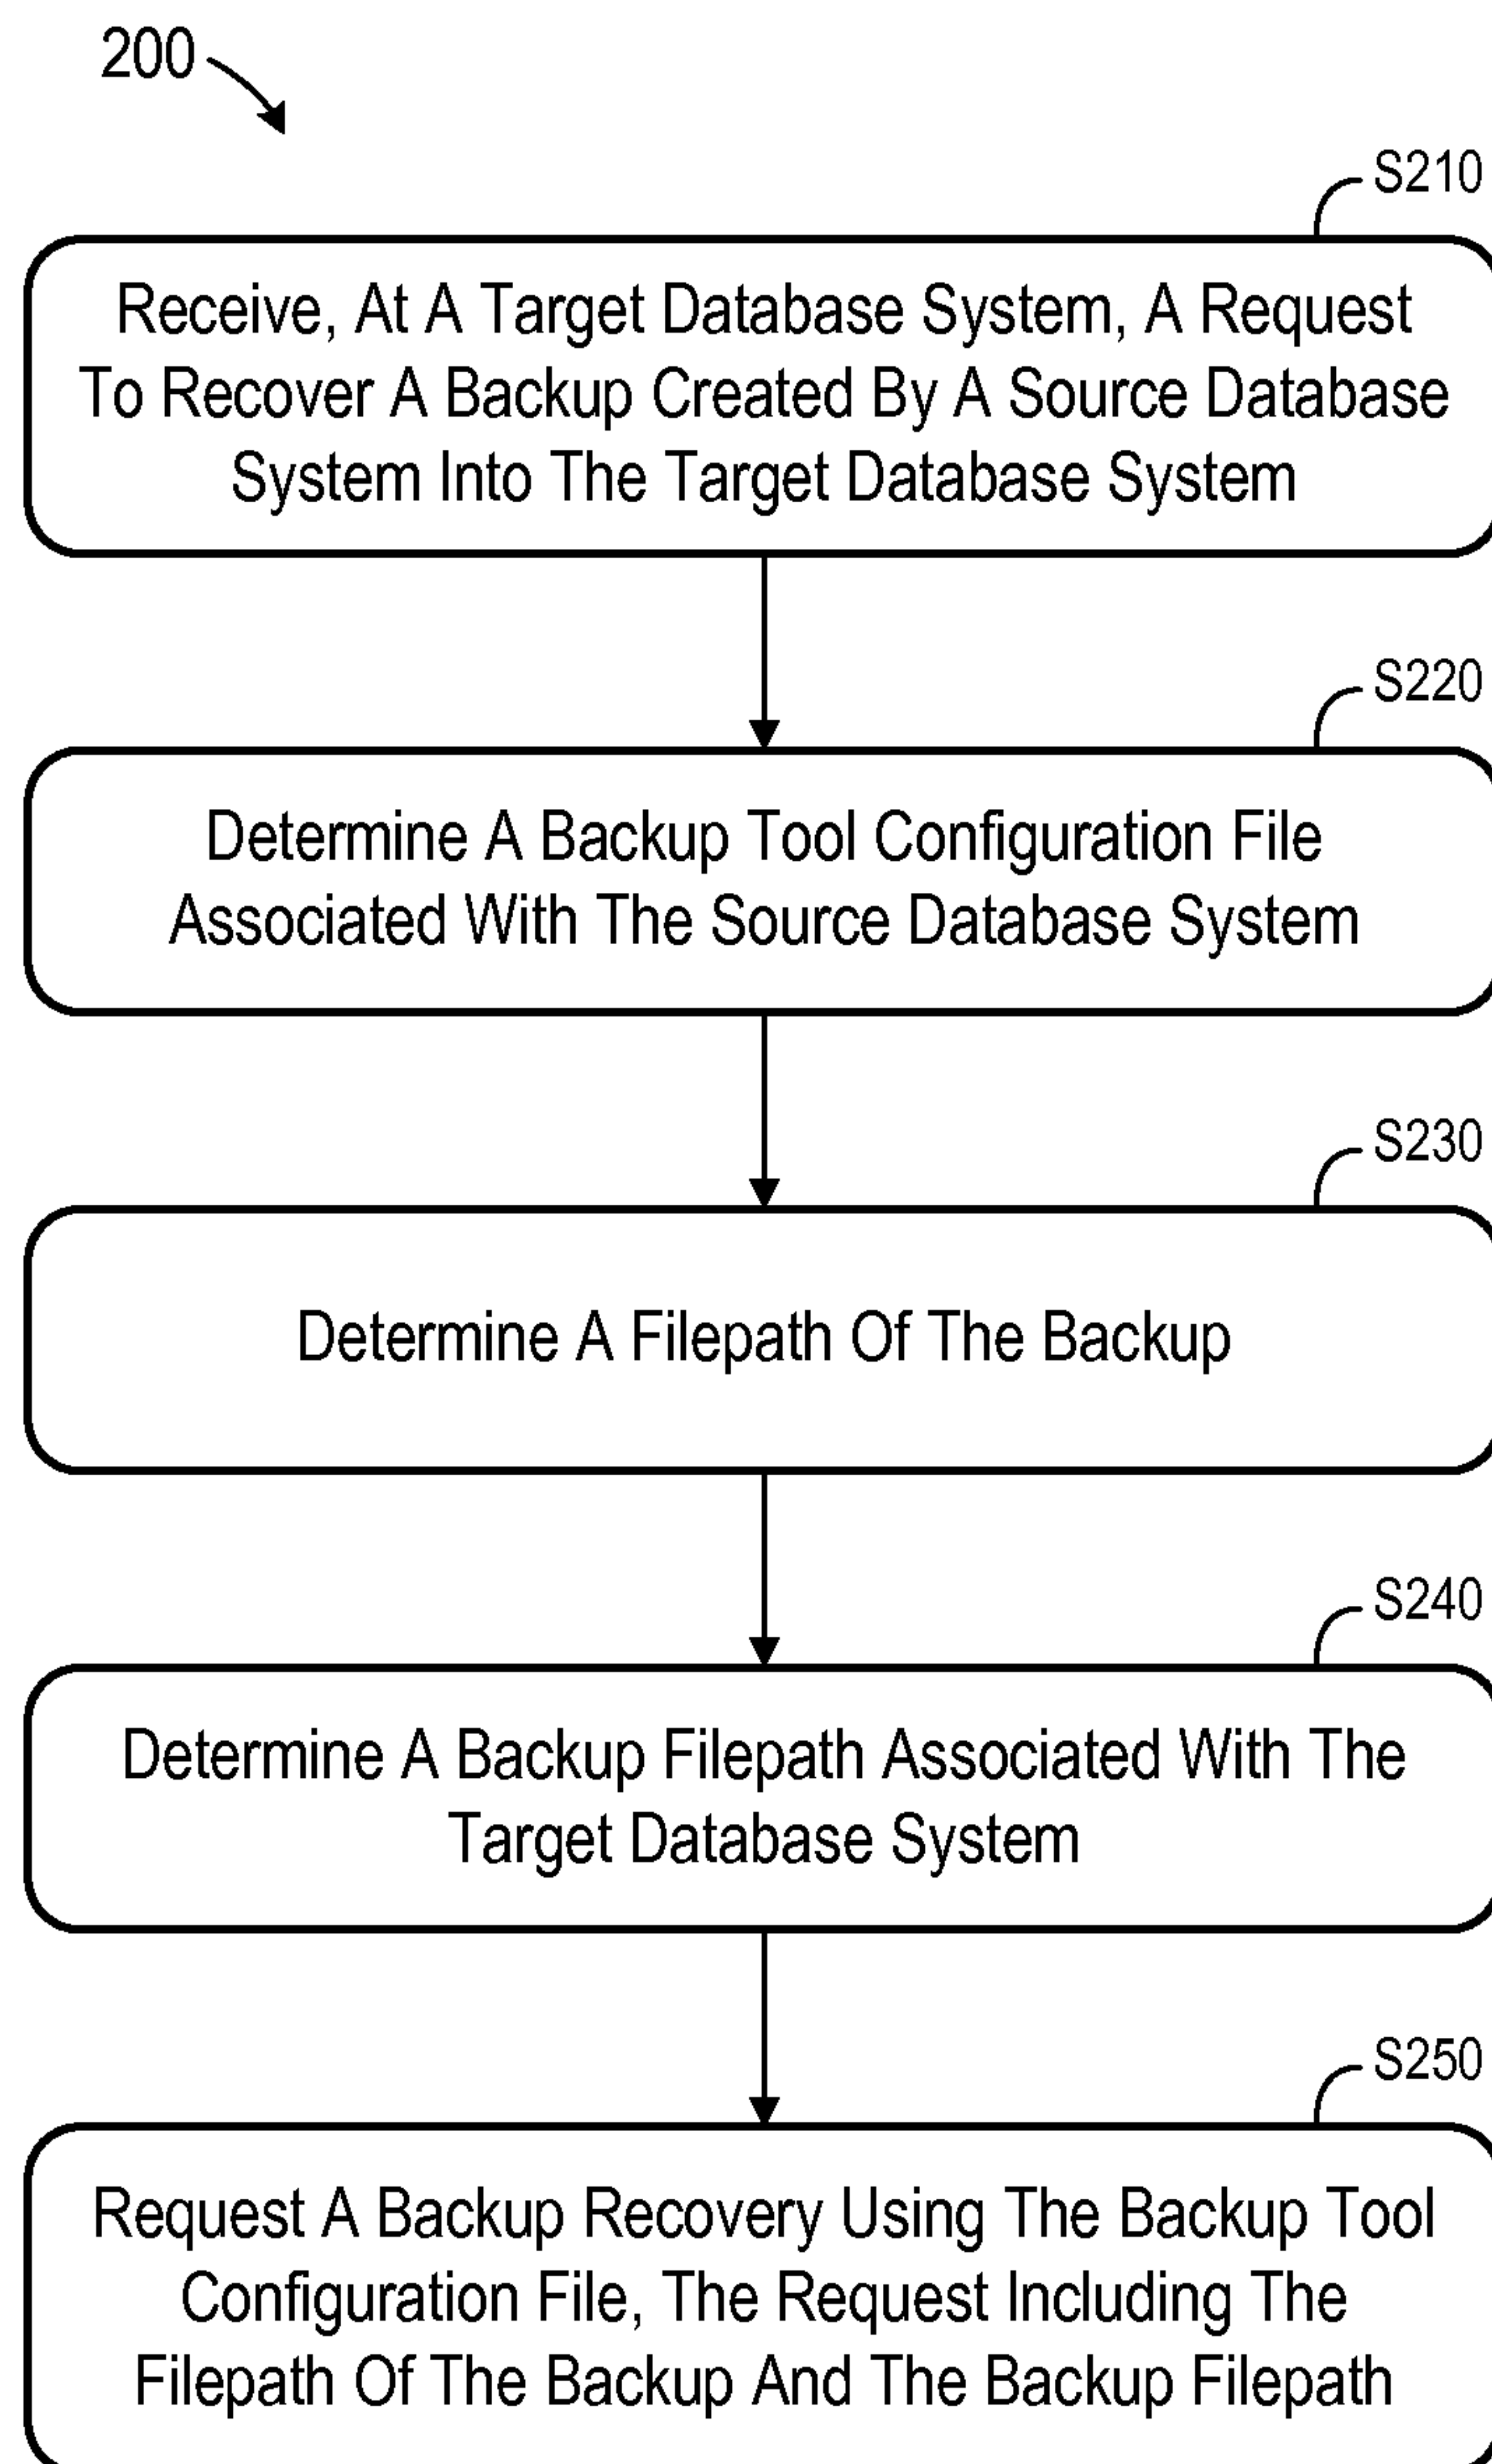 200
S210
Receive, At A Target Database System, A Request
To Recover A Backup Created By A Source Database
System Into The Target Database System
S220
Determine A Backup Tool Configuration File
Associated With The Source Database System
S230
Determine A Filepath Of The Backup
S240
Determine A Backup Filepath Associated With The
Target Database System
S250
Request A Backup Recovery Using The Backup Tool
Configuration File, The Request Including The
Filepath Of The Backup And The Backup Filepath